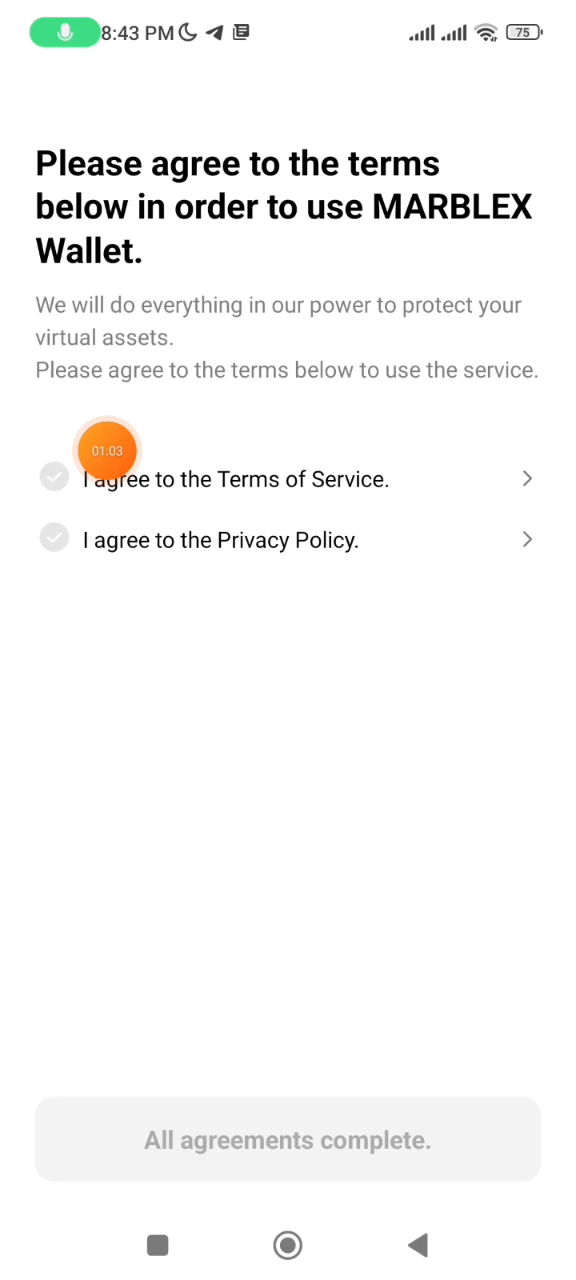 8:43 PM
75
Please agree to the terms
below in order to use MARBLEX
Wallet.
We will do everything in our power to protect your
virtual assets.
Please agree to the terms below to use the service.
01:03
I agree to the Terms of Service.
I agree to the Privacy Policy.
All agreements complete.